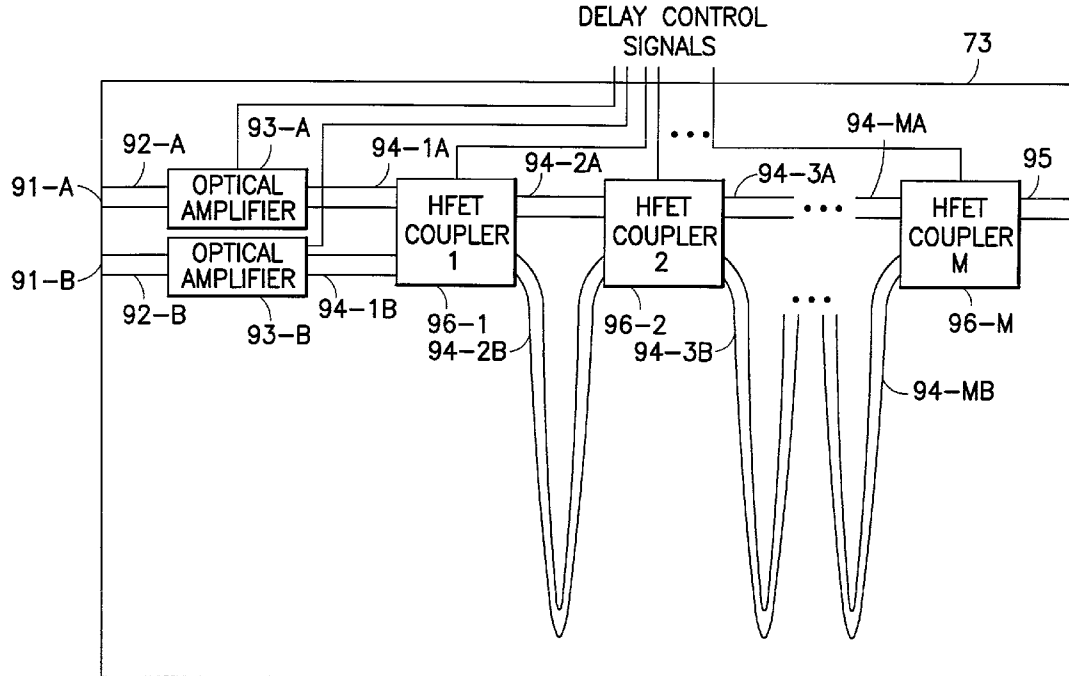 DELAY CONTROL
SIGNALS
73
93-A
92-A
94-1A
94-2A
94-MA
94-3A
95
91-A
OPTICAL
AMPLIFIER
HFET
COUPLER
1
HFET
COUPLER
2
HFET
COUPLER
M
OPTICAL
AMPLIFIER
91-B
92-B
93-B
94-1B
96-1
94-2B
96-2
94-3B
96-M
94-MB